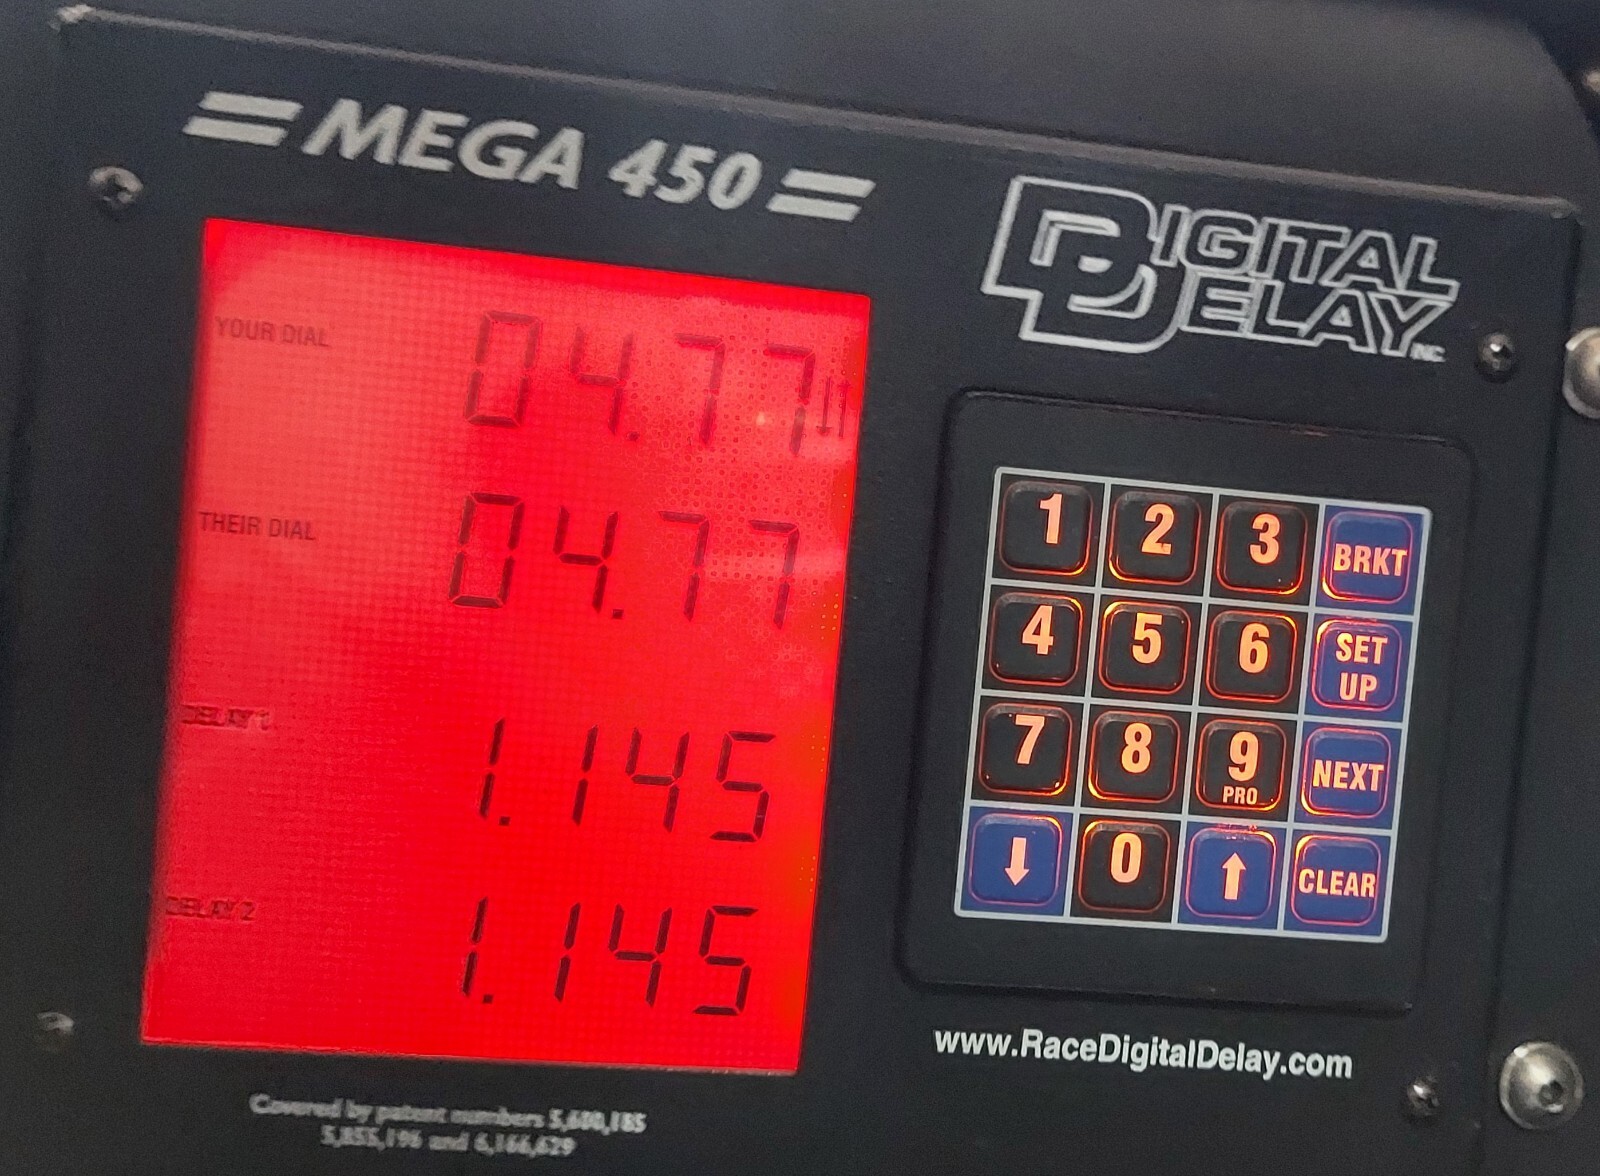 MEGA 450
DIGITAL
DELAY INC.
YOUR DIAL 04.77
THEIR DIAL 04.77
DELAY 1 1.145
DELAY 2 1.145
1 2 3 BRKT
4 5 6 SET UP
7 8 9 PRO NEXT
↓ 0 ↑ CLEAR
www.RaceDigitalDelay.com
Covered by patent numbers 5,600,185
5,855,196 and 6,166,629